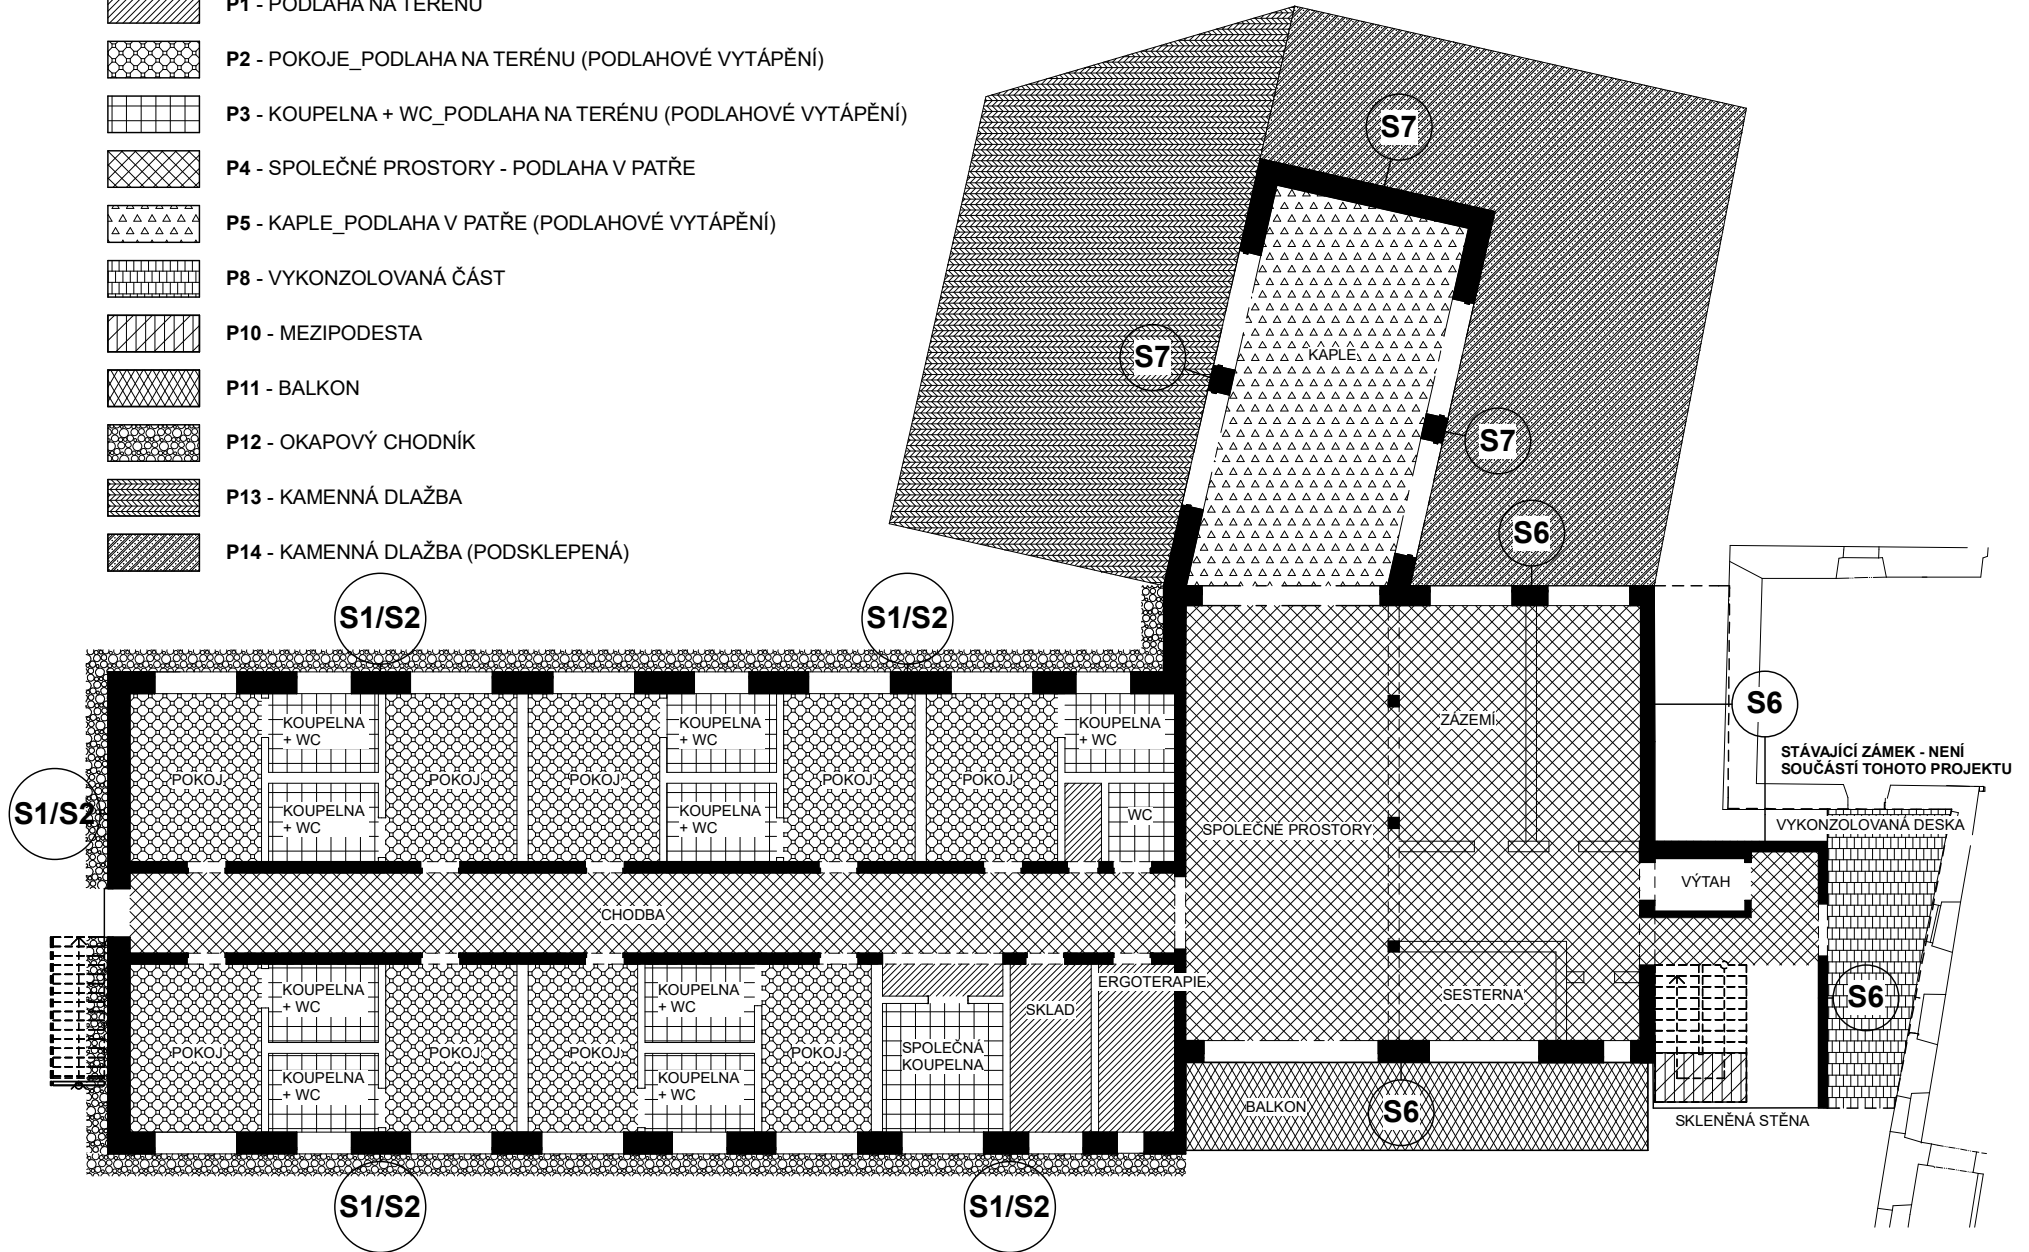 P1 - PODLAHA NA TERÉNU
P2 - POKOJE_PODLAHA NA TERÉNU (PODLAHOVÉ VYTÁPĚNÍ)
P3 - KOUPELNA + WC_PODLAHA NA TERÉNU (PODLAHOVÉ VYTÁPĚNÍ)
P4 - SPOLEČNÉ PROSTORY - PODLAHA V PATŘE
P5 - KAPLE_PODLAHA V PATŘE (PODLAHOVÉ VYTÁPĚNÍ)
P8 - VYKONZOLOVANÁ ČÁST
P10 - MEZIPODESTA
P11 - BALKON
P12 - OKAPOVÝ CHODNÍK
P13 - KAMENNÁ DLAŽBA
P14 - KAMENNÁ DLAŽBA (PODSKLEPENÁ)
S7
S7
KAPLE
S7
S6
S1/S2
S1/S2
S6
STÁVAJÍCÍ ZÁMEK - NENÍ
SOUČÁSTÍ TOHOTO PROJEKTU
KOUPELNA
+ WC
KOUPELNA
+ WC
KOUPELNA
+ WC
ZÁZEMÍ
POKOJ
POKOJ
POKOJ
POKOJ
POKOJ
S1/S2
KOUPELNA
+ WC
KOUPELNA
+ WC
WC
SPOLEČNÉ PROSTORY
VYKONZOLOVANÁ DESKA
VÝTAH
CHODBA
KOUPELNA
+ WC
KOUPELNA
+ WC
ERGOTERAPIE
SKLAD
SESTERNA
S6
POKOJ
POKOJ
POKOJ
POKOJ
SPOLEČNÁ
KOUPELNA
KOUPELNA
+ WC
KOUPELNA
+ WC
BALKON
S6
SKLENĚNÁ STĚNA
S1/S2
S1/S2